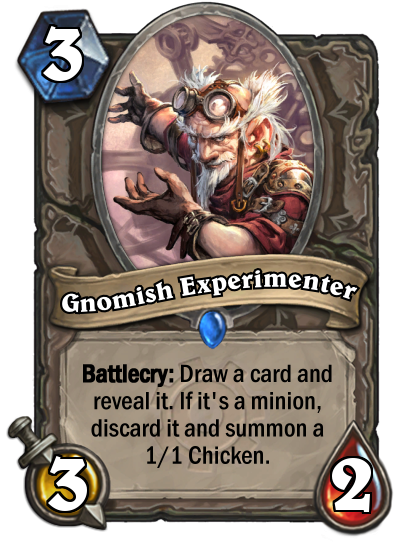 3
Gnomish Experimenter
Battlecry: Draw a card and
reveal it. If it's a minion,
discard it and summon a
1/1 Chicken.
3
2